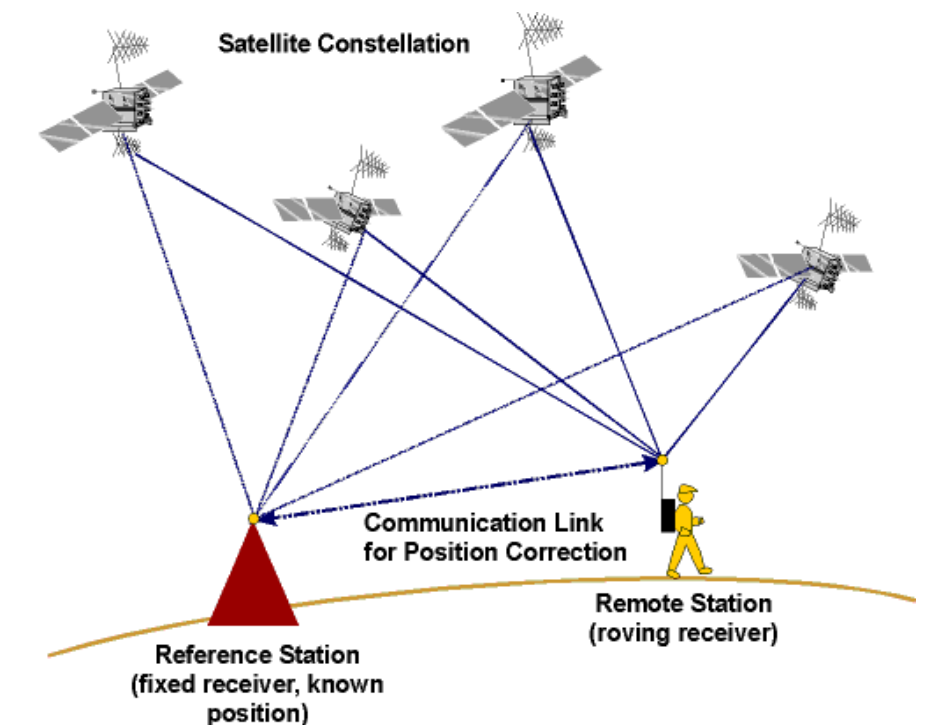 Satellite Constellation
Communication Link
for Position Correction
Remote Station
(roving receiver)
Reference Station
(fixed receiver, known
position)